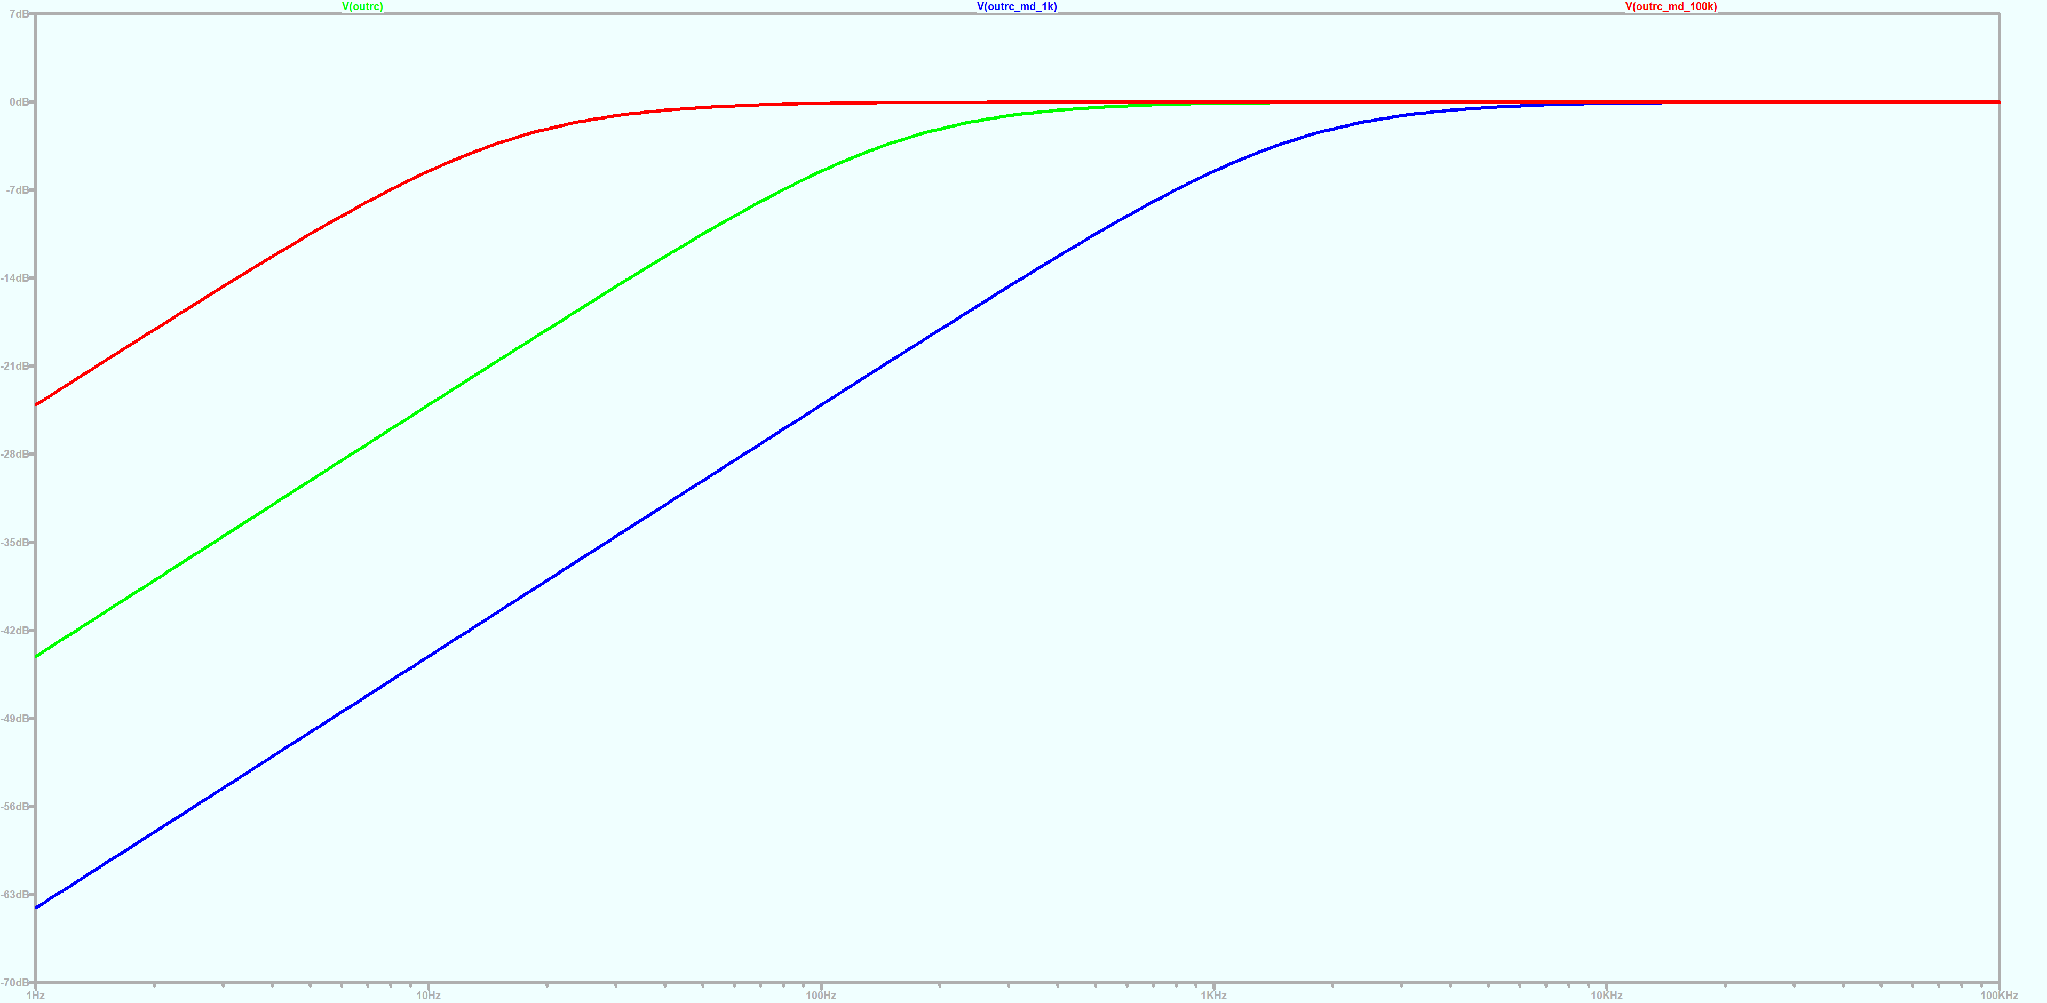 V(outrc) V(outrc_md_1k) V(outrc_md_100k)
7dB
0dB
-7dB
-14dB
-21dB
-28dB
-35dB
-42dB
-49dB
-56dB
-63dB
-70dB
1Hz 10Hz 100Hz 1KHz 10KHz 100KHz